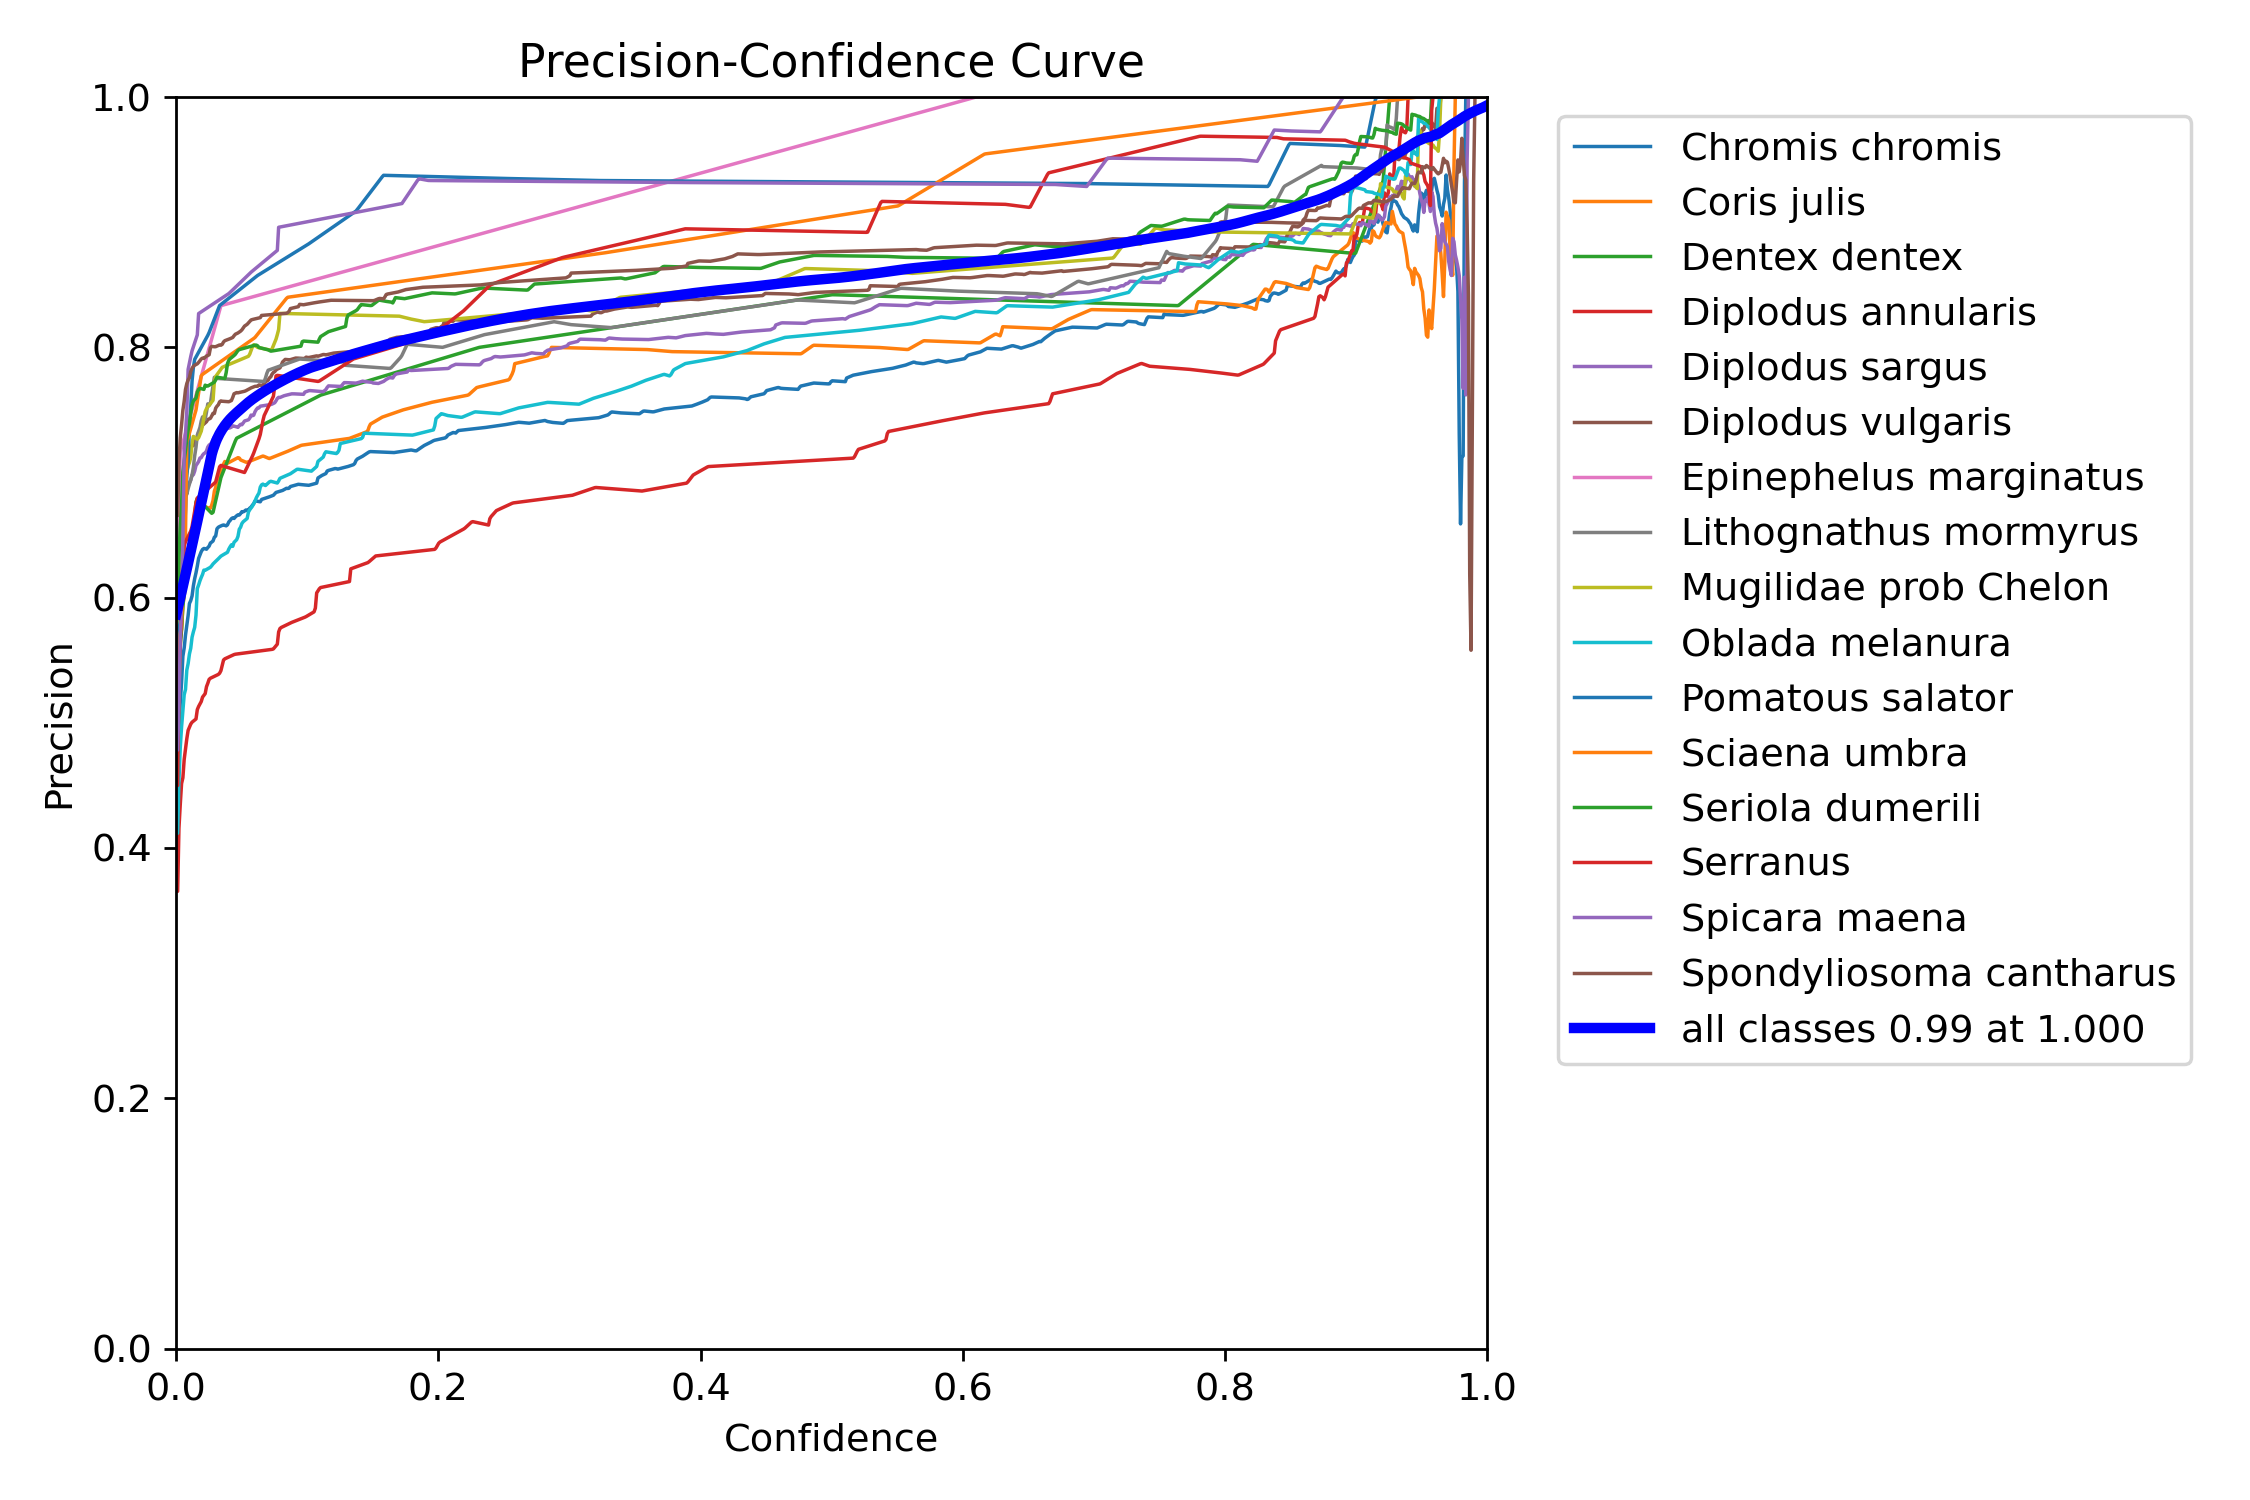 Precision-Confidence Curve
1.0
0.8
0.6
0.4
0.2
0.0
Precision
0.0 0.2 0.4 0.6 0.8 1.0
Confidence
Chromis chromis
Coris julis
Dentex dentex
Diplodus annularis
Diplodus sargus
Diplodus vulgaris
Epinephelus marginatus
Lithognathus mormyrus
Mugilidae prob Chelon
Oblada melanura
Pomatous salator
Sciaena umbra
Seriola dumerili
Serranus
Spicara maena
Spondyliosoma cantharus
all classes 0.99 at 1.000